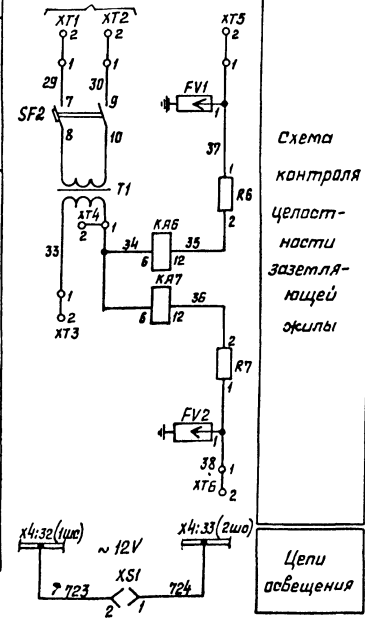 XT1 XT2
2 2
1 1
29 30
7 9
SF2
8 10
T1
XT4
2 1
33
1
2
XT3
34 KA6 35
6 12
KA7 36
6 12
XT5
2
1
FV1
1
37
1
R6
2
2
R7
1
FV2
1
38 1
XT6 2
Схема
контроля
целост-
ности
заземля-
ющей
жилы
X4:32(1шс) X4:33(2шо)
~12V
723 XS1 724
2 1
Цепи
освещения